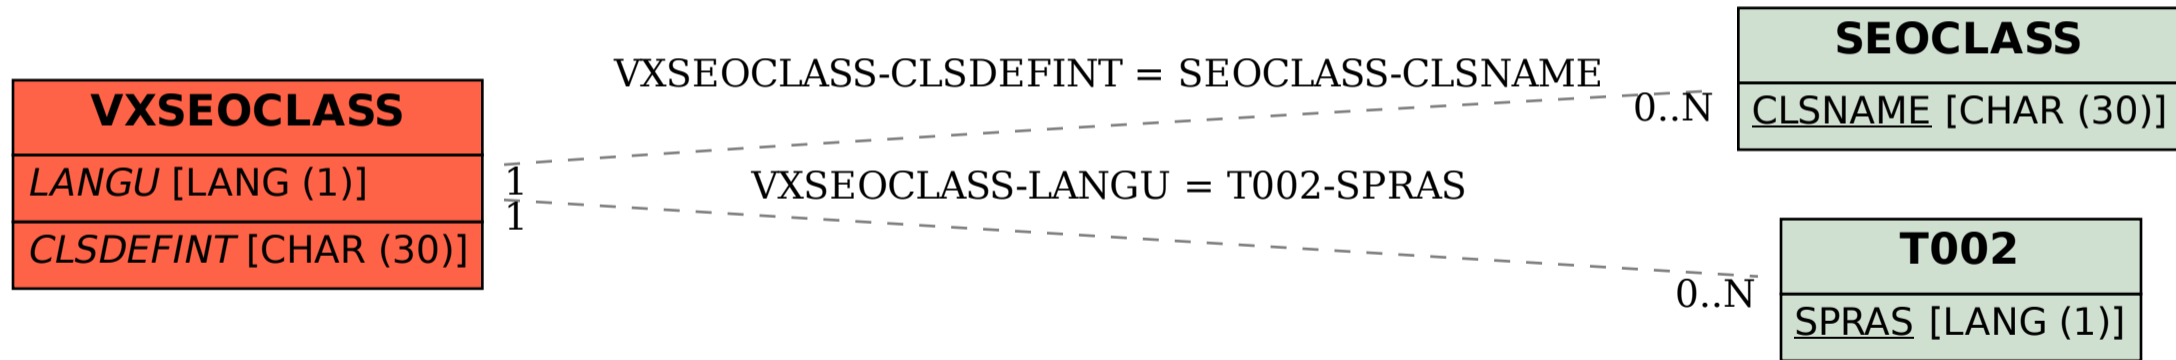 VXSEOCLASS
LANGU [LANG (1)]
CLSDEFINT [CHAR (30)]
VXSEOCLASS-CLSDEFINT = SEOCLASS-CLSNAME
1
0..N
VXSEOCLASS-LANGU = T002-SPRAS
1
0..N
SEOCLASS
CLSNAME [CHAR (30)]
T002
SPRAS [LANG (1)]